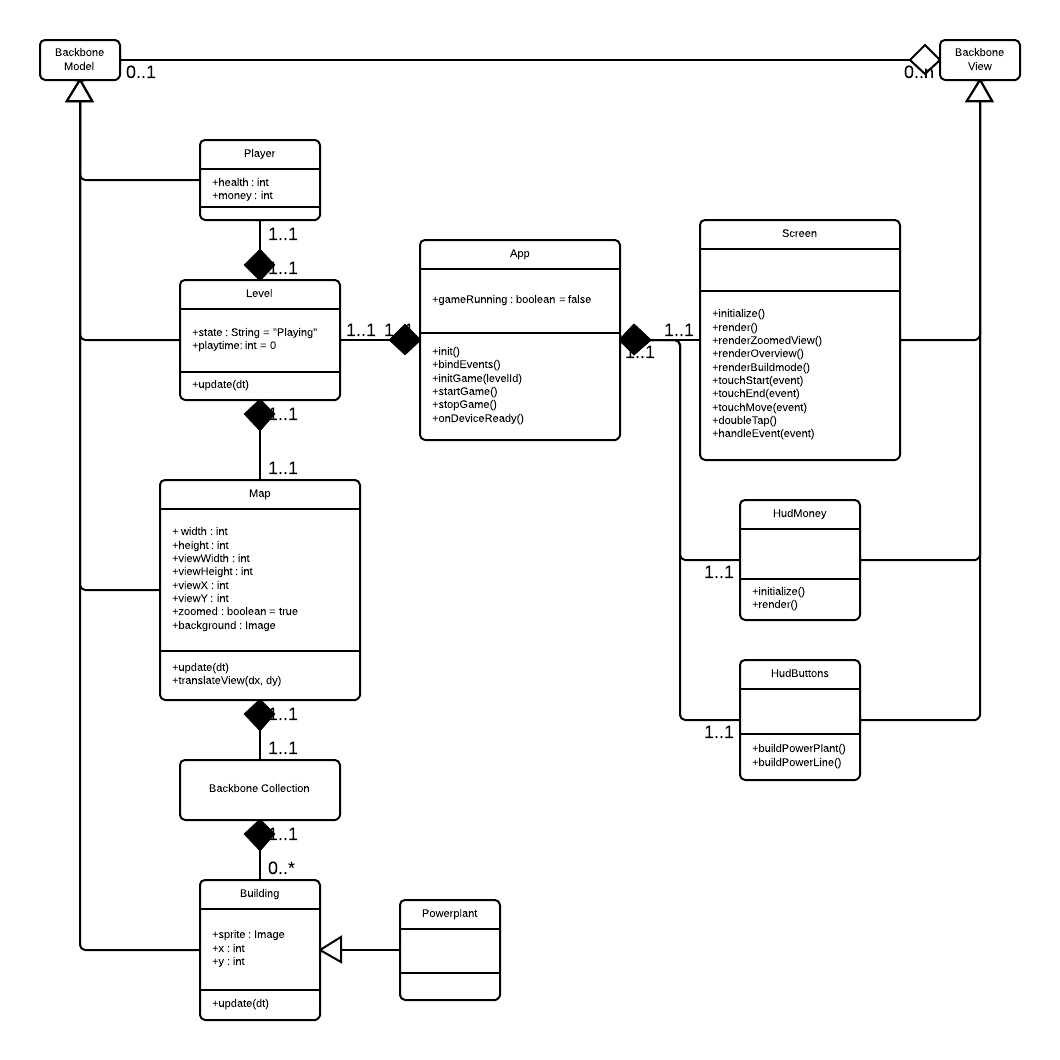 Backbone
Model
0..1
0..n
Backbone
View
Player
+health : int
+money : int
1..1
1..1
Level
+state : String = "Playing"
+playtime: int = 0
+update(dt)
1..1
1..1
App
+gameRunning : boolean = false
+init()
+bindEvents()
+initGame(levelId)
+startGame()
+stopGame()
+onDeviceReady()
1..1
1..1
Screen
+initialize()
+render()
+renderZoomedView()
+renderOverview()
+renderBuildmode()
+touchStart(event)
+touchEnd(event)
+touchMove(event)
+doubleTap()
+handleEvent(event)
1..1
1..1
Map
+ width : int
+height : int
+viewWidth : int
+viewHeight : int
+viewX : int
+viewY : int
+zoomed : boolean = true
+background : Image
+update(dt)
+translateView(dx, dy)
HudMoney
+initialize()
+render()
1..1
HudButtons
+buildPowerPlant()
+buildPowerLine()
1..1
1..1
1..1
Backbone Collection
1..1
0..*
Building
+sprite : Image
+x : int
+y : int
+update(dt)
Powerplant